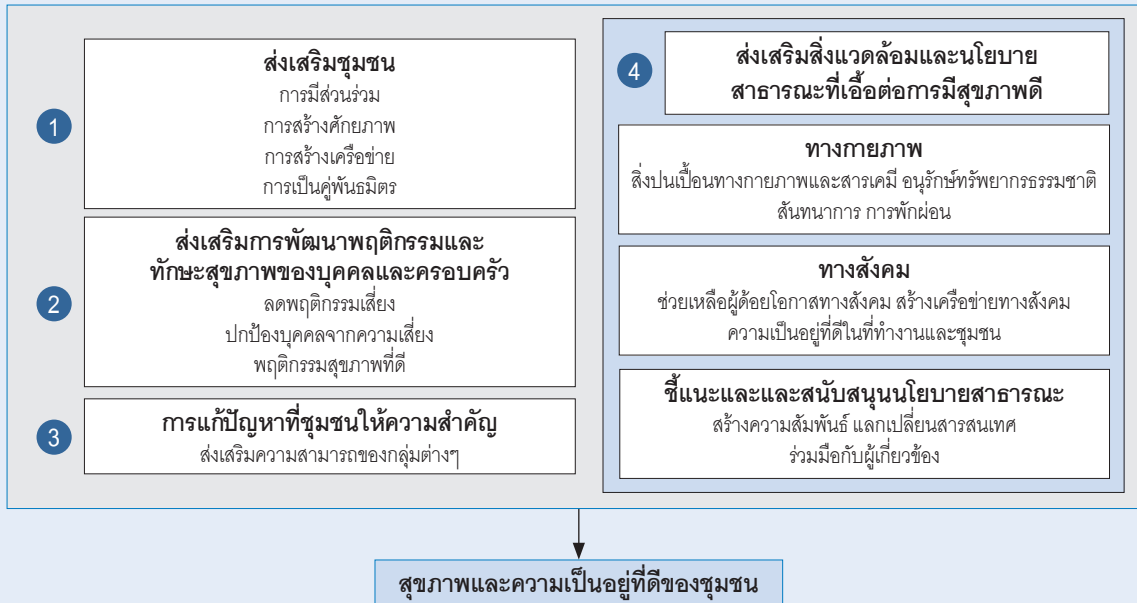 1
ส่งเสริมชุมชน
การมีส่วนร่วม
การสร้างศักยภาพ
การสร้างเครือข่าย
การเป็นคู่พันธมิตร
2
ส่งเสริมการพัฒนาพฤติกรรมและ
ทักษะสุขภาพของบุคคลและครอบครัว
ลดพฤติกรรมเสี่ยง
ปกป้องบุคคลจากความเสี่ยง
พฤติกรรมสุขภาพที่ดี
3
การแก้ปัญหาที่ชุมชนให้ความสำคัญ
ส่งเสริมความสามารถของกลุ่มต่างๆ
4
ส่งเสริมสิ่งแวดล้อมและนโยบาย
สาธารณะที่เอื้อต่อการมีสุขภาพดี
ทางกายภาพ
สิ่งปนเปื้อนทางกายภาพและสารเคมี อนุรักษ์ทรัพยากรธรรมชาติ
สันทนาการ การพักผ่อน
ทางสังคม
ช่วยเหลือผู้ด้อยโอกาสทางสังคม สร้างเครือข่ายทางสังคม
ความเป็นอยู่ที่ดีในที่ทำงานและชุมชน
ชี้แนะและและสนับสนุนนโยบายสาธารณะ
สร้างความสัมพันธ์ แลกเปลี่ยนสารสนเทศ
ร่วมมือกับผู้เกี่ยวข้อง
สุขภาพและความเป็นอยู่ที่ดีของชุมชน